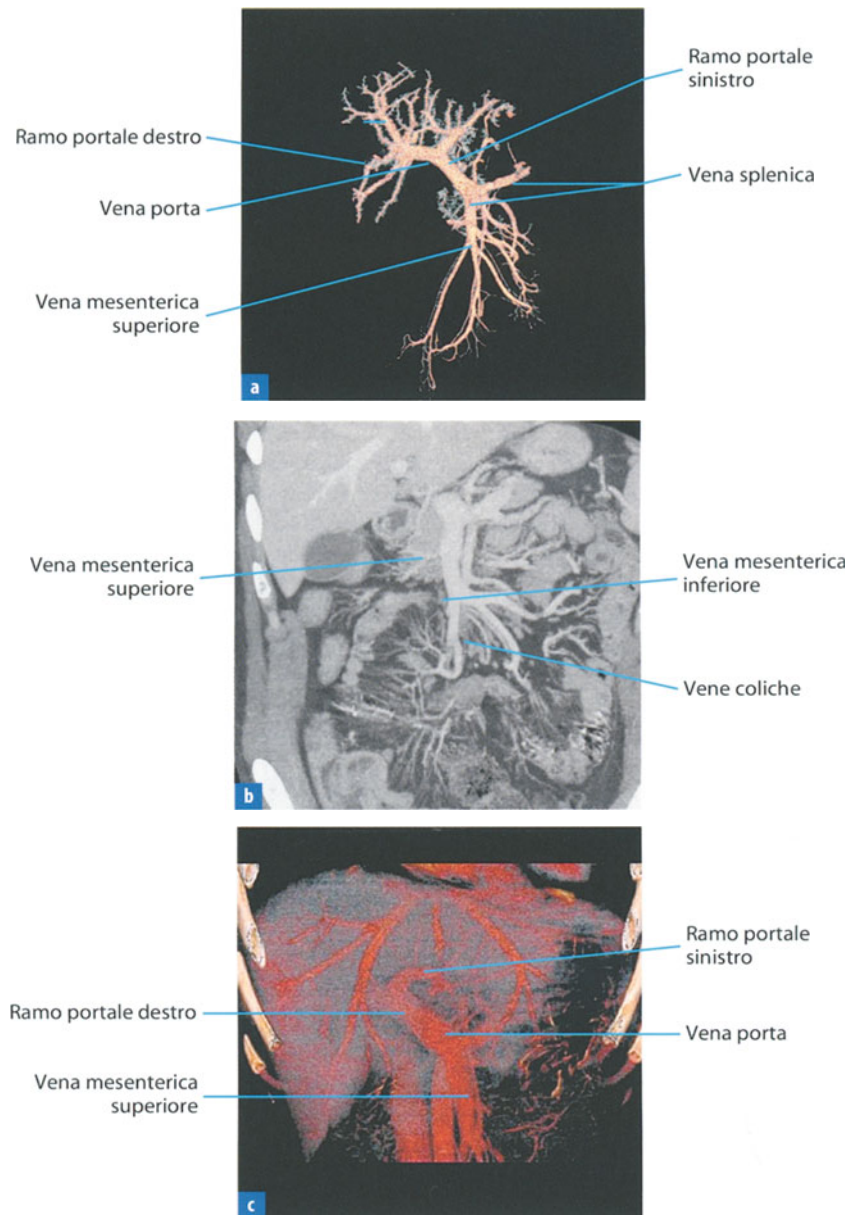 Ramo portale
sinistro
Ramo portale destro
Vena splenica
Vena porta
Vena mesenterica
superiore
a
Vena mesenterica
superiore
Vena mesenterica
inferiore
Vene coliche
b
Ramo portale
sinistro
Ramo portale destro
Vena porta
Vena mesenterica
superiore
c